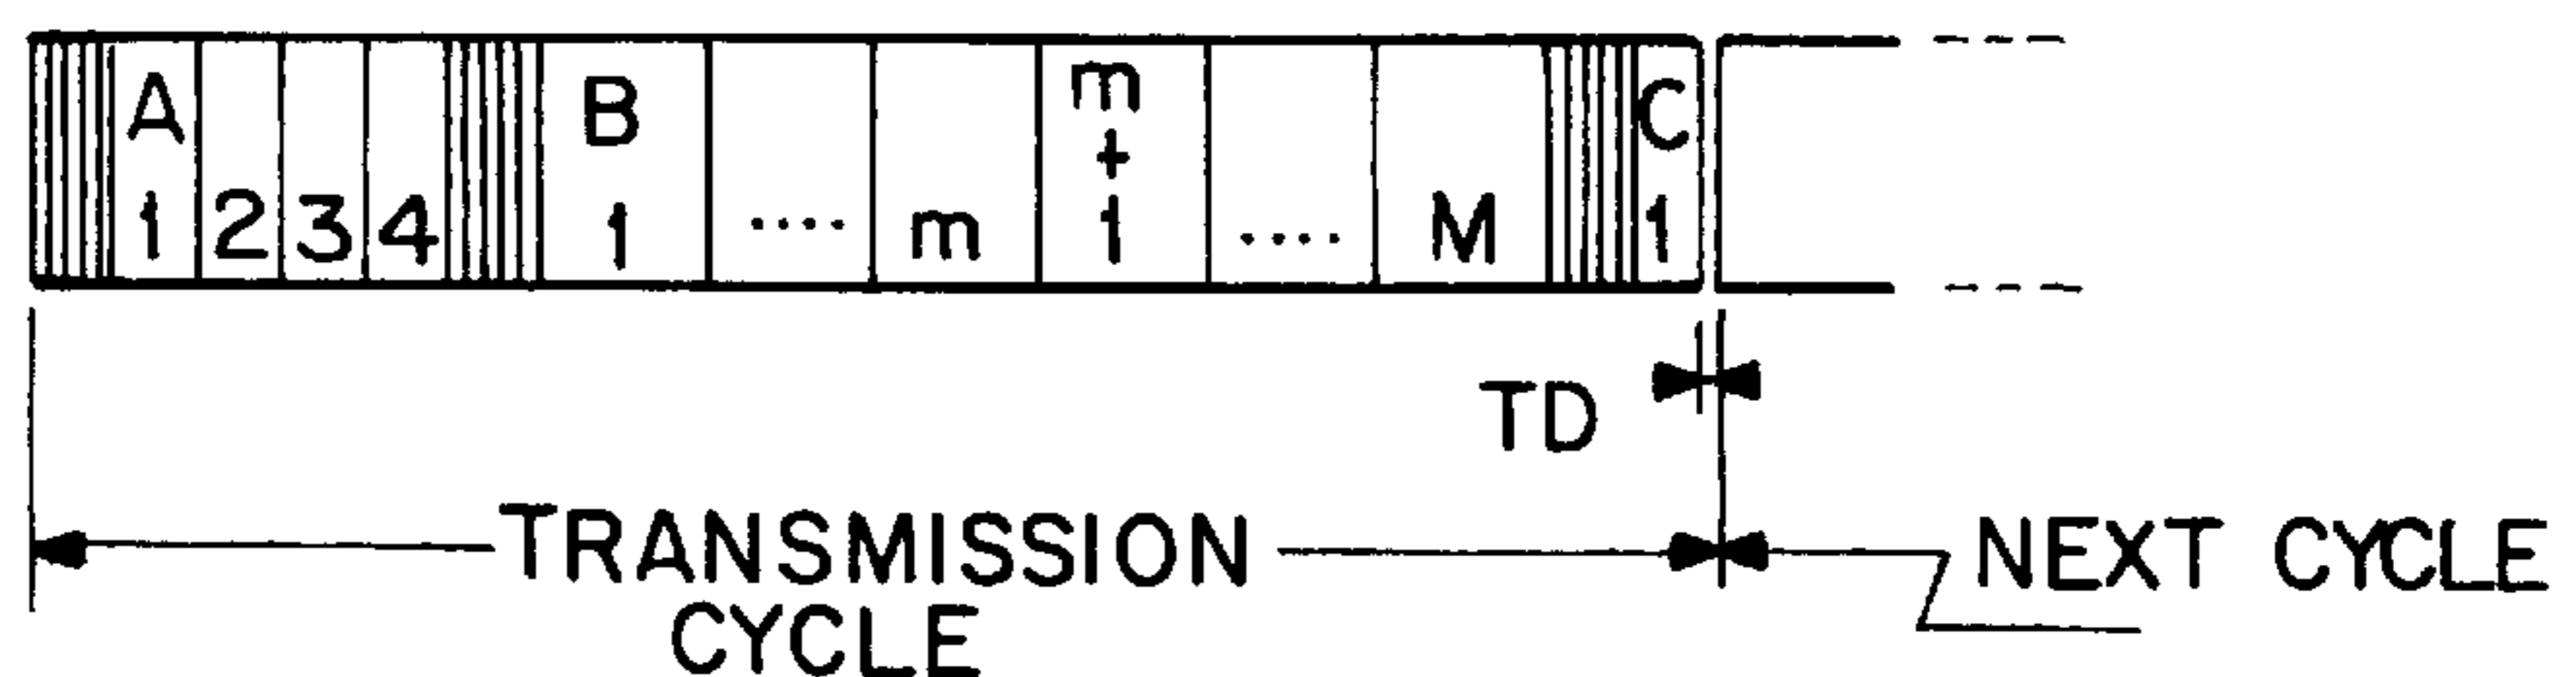 A B m C
+
1 2 3 4 1 .... m 1 .... M 1
TD
TRANSMISSION NEXT CYCLE
CYCLE